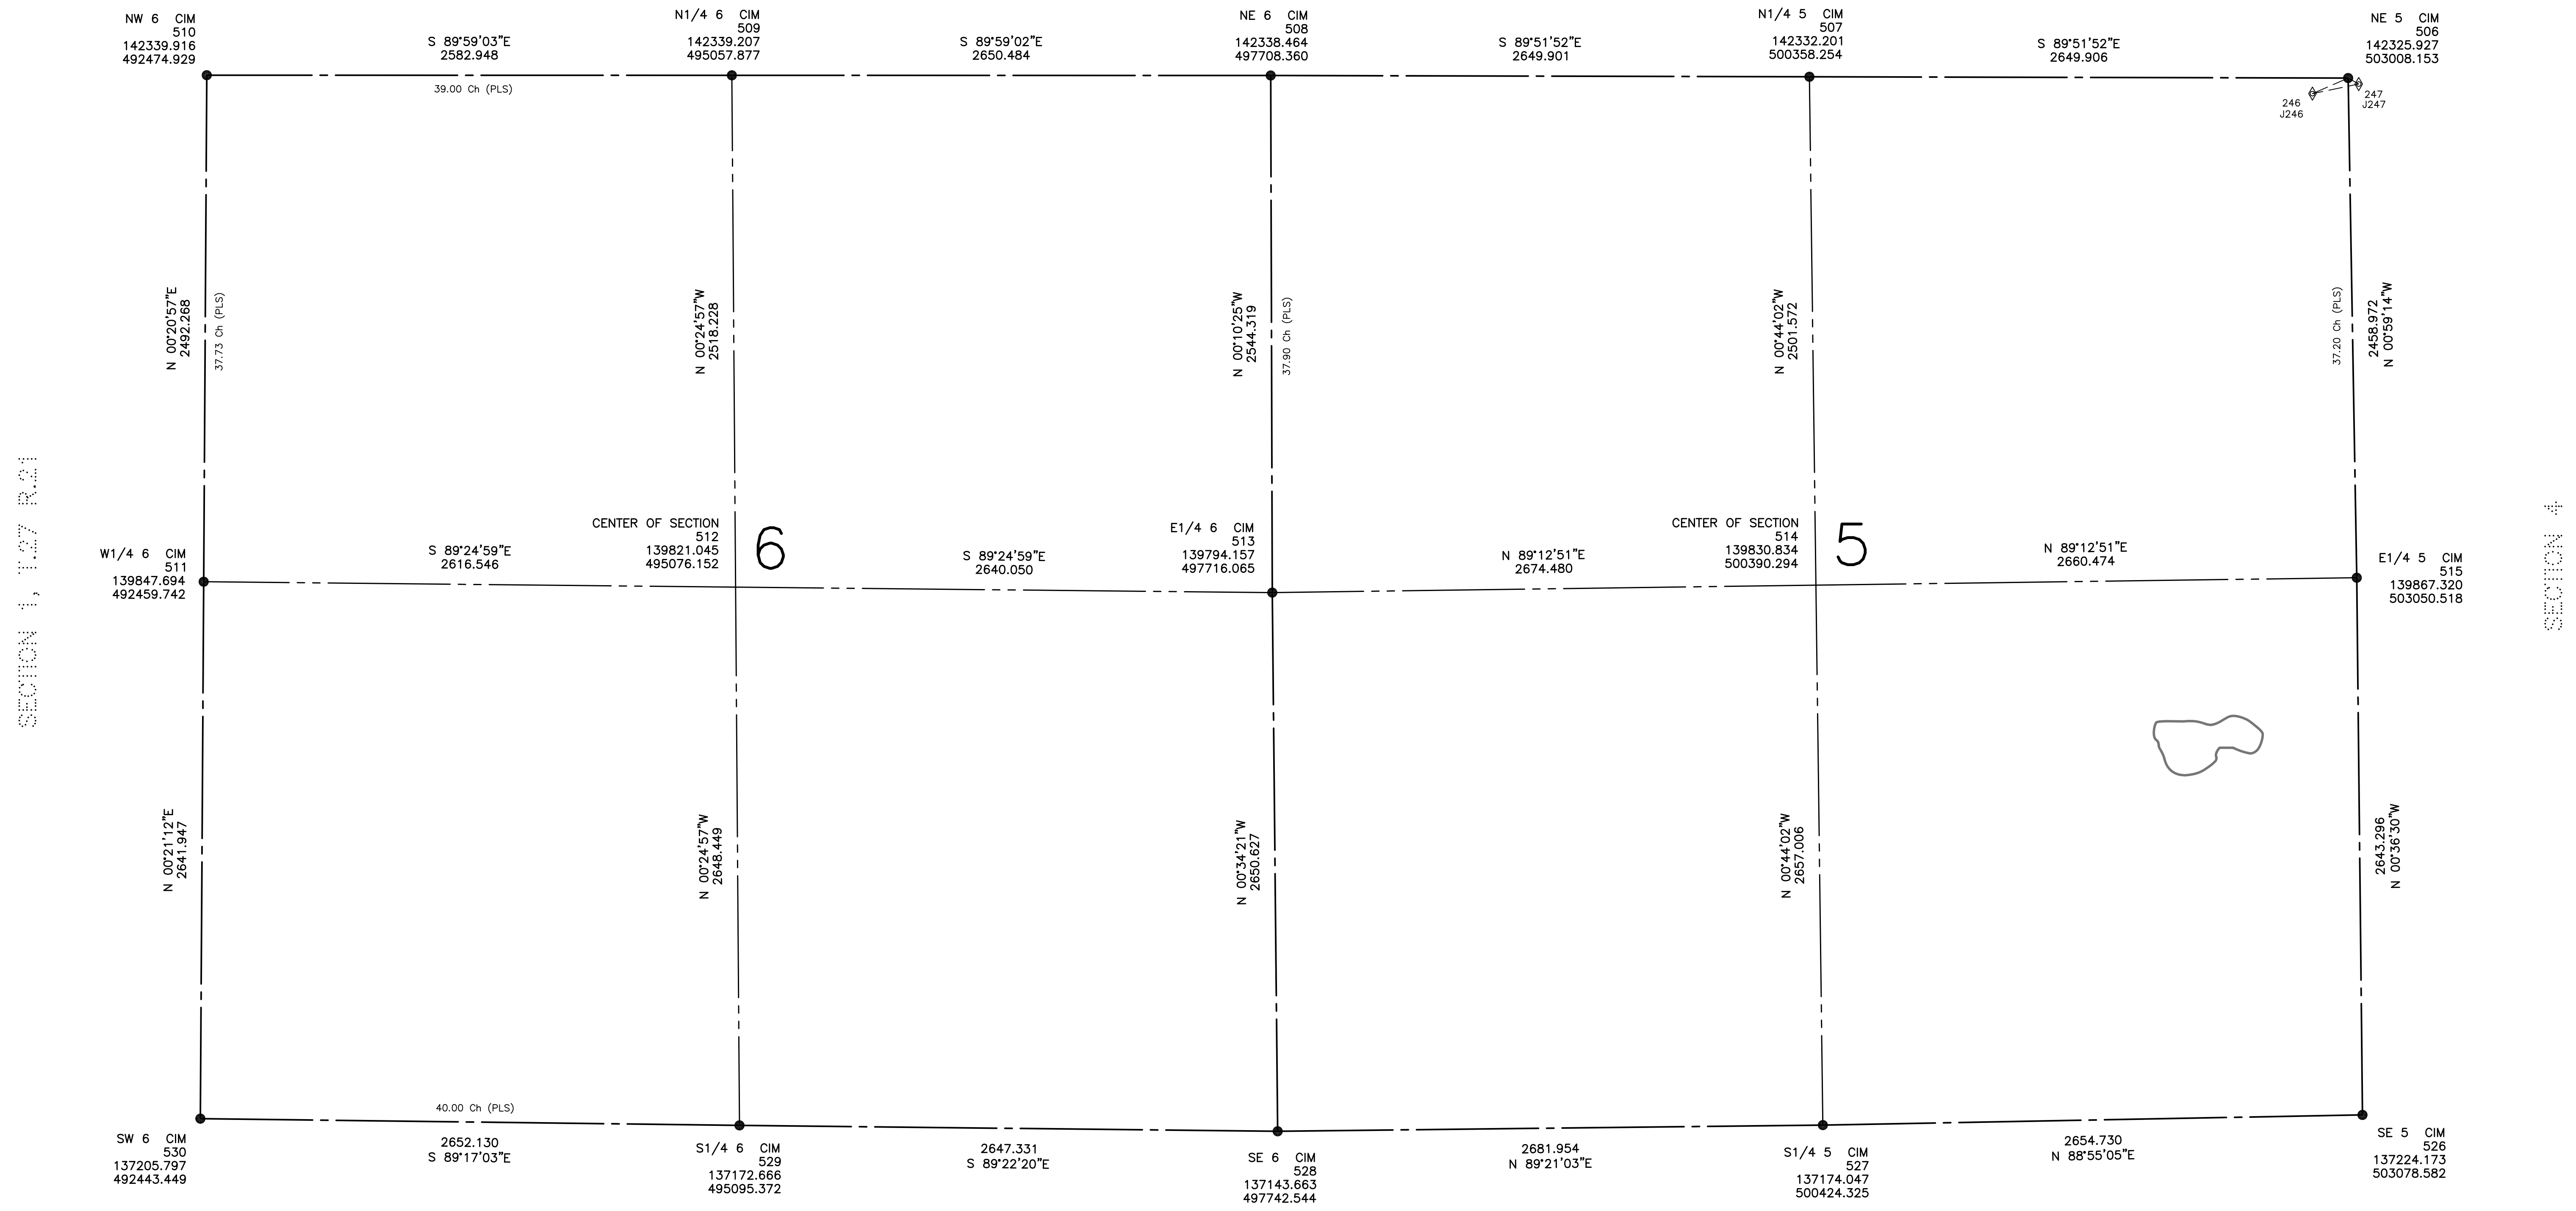 NW 6 CIM
510
142339.916
492474.929
S 89°59'03"E
2582.948
39.00 Ch (PLS)
N1/4 6 CIM
509
142339.207
495057.877
S 89°59'02"E
2650.484
NE 6 CIM
508
142338.464
497708.360
S 89°51'52"E
2649.901
N1/4 5 CIM
507
142332.201
500358.254
S 89°51'52"E
2649.906
NE 5 CIM
506
142325.927
503008.153
246
J246
247
J247
N 00°20'57"E
2492.268
37.73 Ch (PLS)
N 00°24'57"W
2518.228
N 00°10'25"W
2544.319
37.90 Ch (PLS)
N 00°44'02"W
2501.572
37.20 Ch (PLS)
2458.972
N 00°59'14"W
SECTION 1, T.27 R.21
SECTION 4
W1/4 6 CIM
511
139847.694
492459.742
S 89°24'59"E
2616.546
CENTER OF SECTION
512
139821.045
495076.152
6
S 89°24'59"E
2640.050
E1/4 6 CIM
513
139794.157
497716.065
N 89°12'51"E
2674.480
CENTER OF SECTION
514
139830.834
500390.294
5
N 89°12'51"E
2660.474
E1/4 5 CIM
515
139867.320
503050.518
N 00°21'12"E
2641.947
N 00°24'57"W
2648.449
N 00°34'21"W
2650.627
N 00°44'02"W
2657.006
2643.296
N 00°36'30"W
SW 6 CIM
530
137205.797
492443.449
40.00 Ch (PLS)
2652.130
S 89°17'03"E
S1/4 6 CIM
529
137172.666
495095.372
2647.331
S 89°22'20"E
SE 6 CIM
528
137143.663
497742.544
2681.954
N 89°21'03"E
S1/4 5 CIM
527
137174.047
500424.325
2654.730
N 88°55'05"E
SE 5 CIM
526
137224.173
503078.582